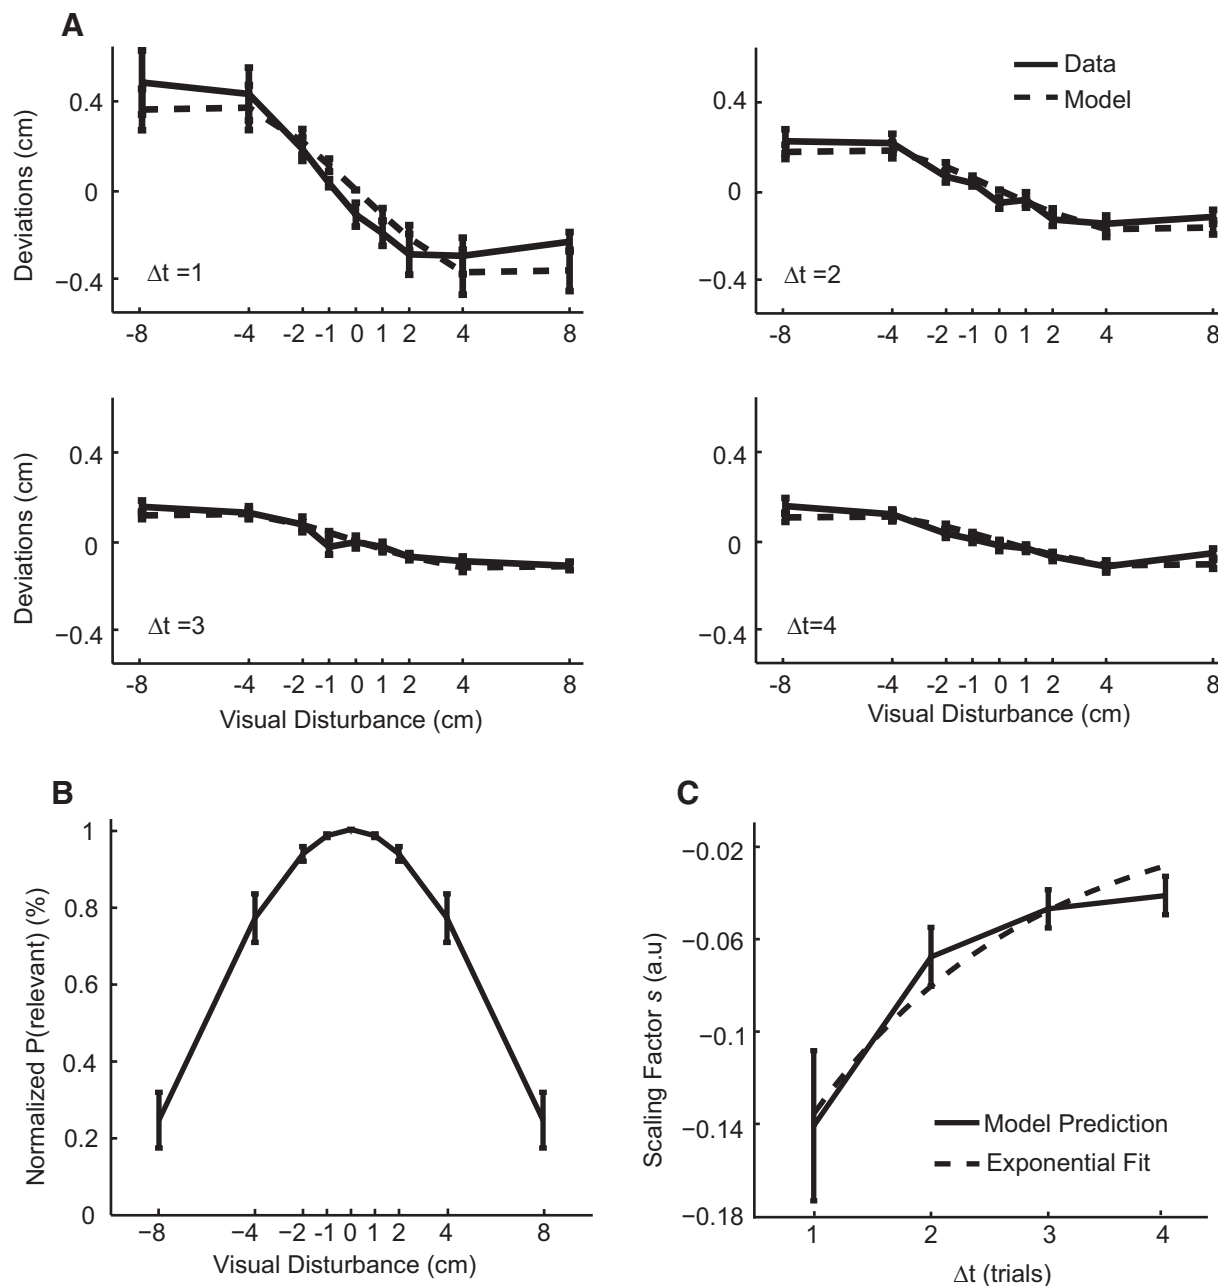 A
Deviations (cm)
0.4
0
−0.4
Δt =1
-8 -4 -2 -1 0 1 2 4 8
Data
Model
0.4
0
−0.4
Δt =2
-8 -4 -2 -1 0 1 2 4 8
Deviations (cm)
0.4
0
−0.4
Δt =3
-8 -4 -2 -1 0 1 2 4 8
Visual Disturbance (cm)
0.4
0
−0.4
Δt=4
-8 -4 -2 -1 0 1 2 4 8
Visual Disturbance (cm)
B
Normalized P(relevant) (%)
1
0.8
0.6
0.4
0.2
0
−8 −4 −2 -1 0 1 2 4 8
Visual Disturbance (cm)
C
Scaling Factor s (a.u)
−0.02
−0.06
−0.1
−0.14
−0.18
Model Prediction
Exponential Fit
1 2 3 4
Δt (trials)